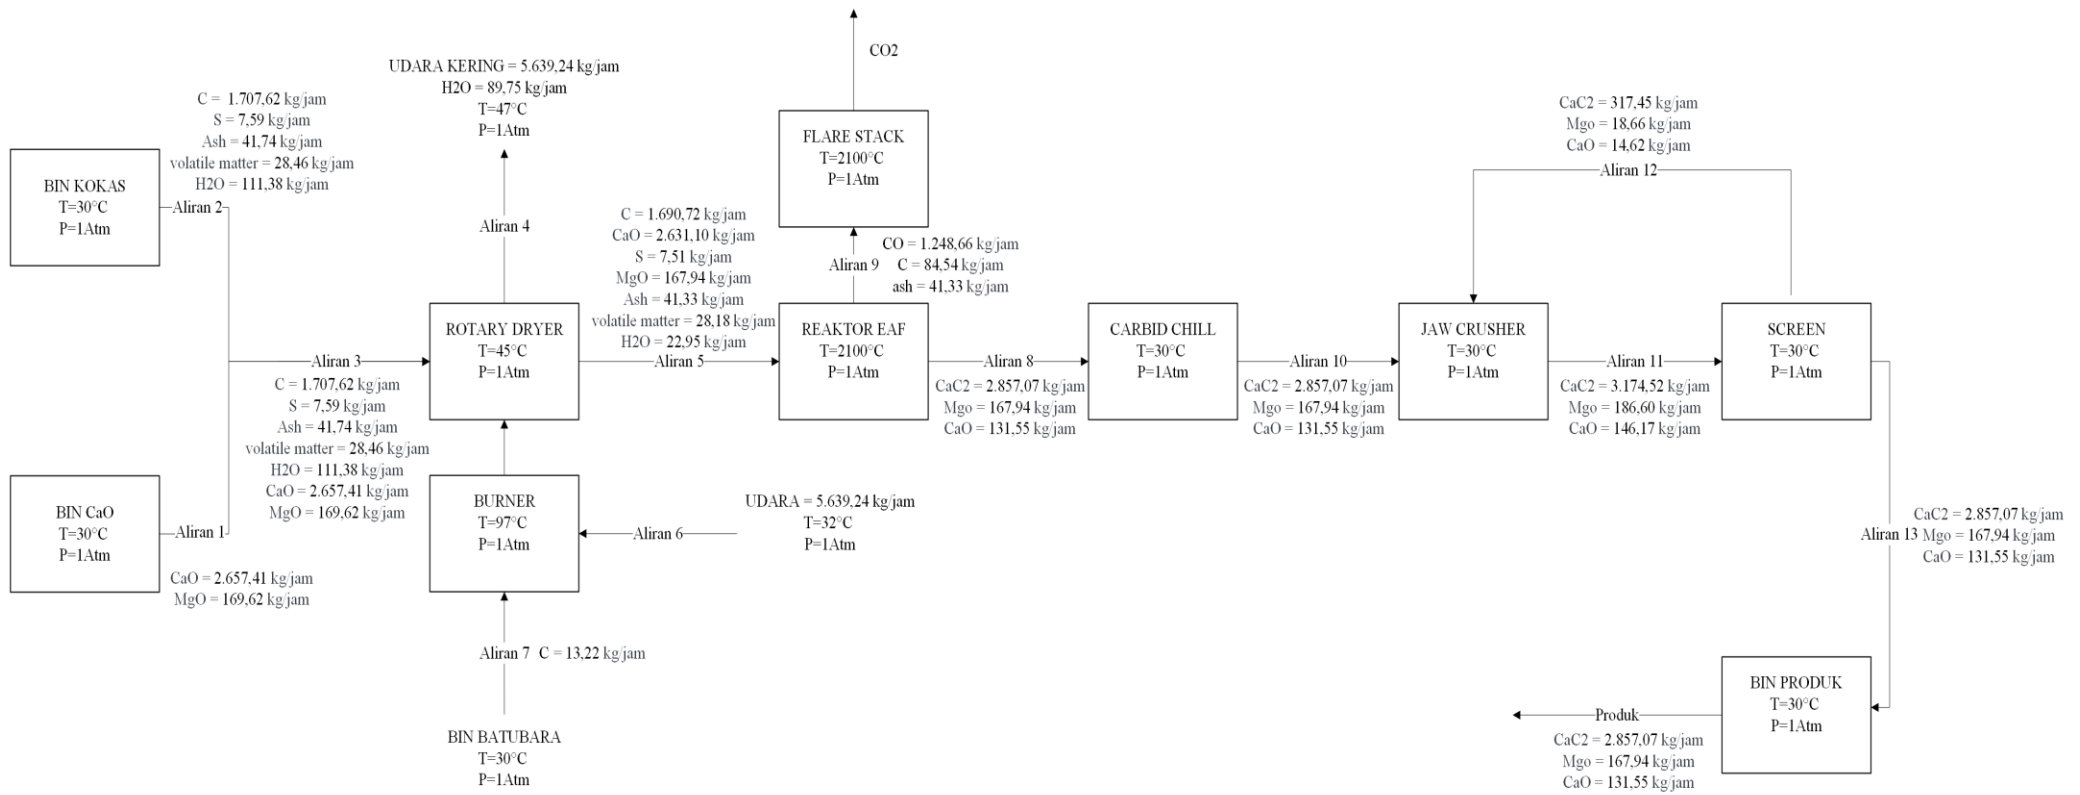 CO2
UDARA KERING = 5.639,24 kg/jam
H2O = 89,75 kg/jam
T=47°C
P=1Atm
C = 1.707,62 kg/jam
S = 7,59 kg/jam
Ash = 41,74 kg/jam
volatile matter = 28,46 kg/jam
H2O = 111,38 kg/jam
BIN KOKAS
T=30°C
P=1Atm
Aliran 2
Aliran 4
FLARE STACK
T=2100°C
P=1Atm
CaC2 = 317,45 kg/jam
Mgo = 18,66 kg/jam
CaO = 14,62 kg/jam
Aliran 12
C = 1.690,72 kg/jam
CaO = 2.631,10 kg/jam
S = 7,51 kg/jam
MgO = 167,94 kg/jam
Ash = 41,33 kg/jam
volatile matter = 28,18 kg/jam
H2O = 22,95 kg/jam
Aliran 5
Aliran 9
CO = 1.248,66 kg/jam
C = 84,54 kg/jam
ash = 41,33 kg/jam
Aliran 3
C = 1.707,62 kg/jam
S = 7,59 kg/jam
Ash = 41,74 kg/jam
volatile matter = 28,46 kg/jam
H2O = 111,38 kg/jam
CaO = 2.657,41 kg/jam
MgO = 169,62 kg/jam
ROTARY DRYER
T=45°C
P=1Atm
REAKTOR EAF
T=2100°C
P=1Atm
Aliran 8
CaC2 = 2.857,07 kg/jam
Mgo = 167,94 kg/jam
CaO = 131,55 kg/jam
CARBID CHILL
T=30°C
P=1Atm
Aliran 10
CaC2 = 2.857,07 kg/jam
Mgo = 167,94 kg/jam
CaO = 131,55 kg/jam
JAW CRUSHER
T=30°C
P=1Atm
Aliran 11
CaC2 = 3.174,52 kg/jam
Mgo = 186,60 kg/jam
CaO = 146,17 kg/jam
SCREEN
T=30°C
P=1Atm
BIN CaO
T=30°C
P=1Atm
Aliran 1
CaO = 2.657,41 kg/jam
MgO = 169,62 kg/jam
BURNER
T=97°C
P=1Atm
Aliran 6
UDARA = 5.639,24 kg/jam
T=32°C
P=1Atm
Aliran 13
CaC2 = 2.857,07 kg/jam
Mgo = 167,94 kg/jam
CaO = 131,55 kg/jam
Aliran 7 C = 13,22 kg/jam
BIN BATUBARA
T=30°C
P=1Atm
BIN PRODUK
T=30°C
P=1Atm
Produk
CaC2 = 2.857,07 kg/jam
Mgo = 167,94 kg/jam
CaO = 131,55 kg/jam